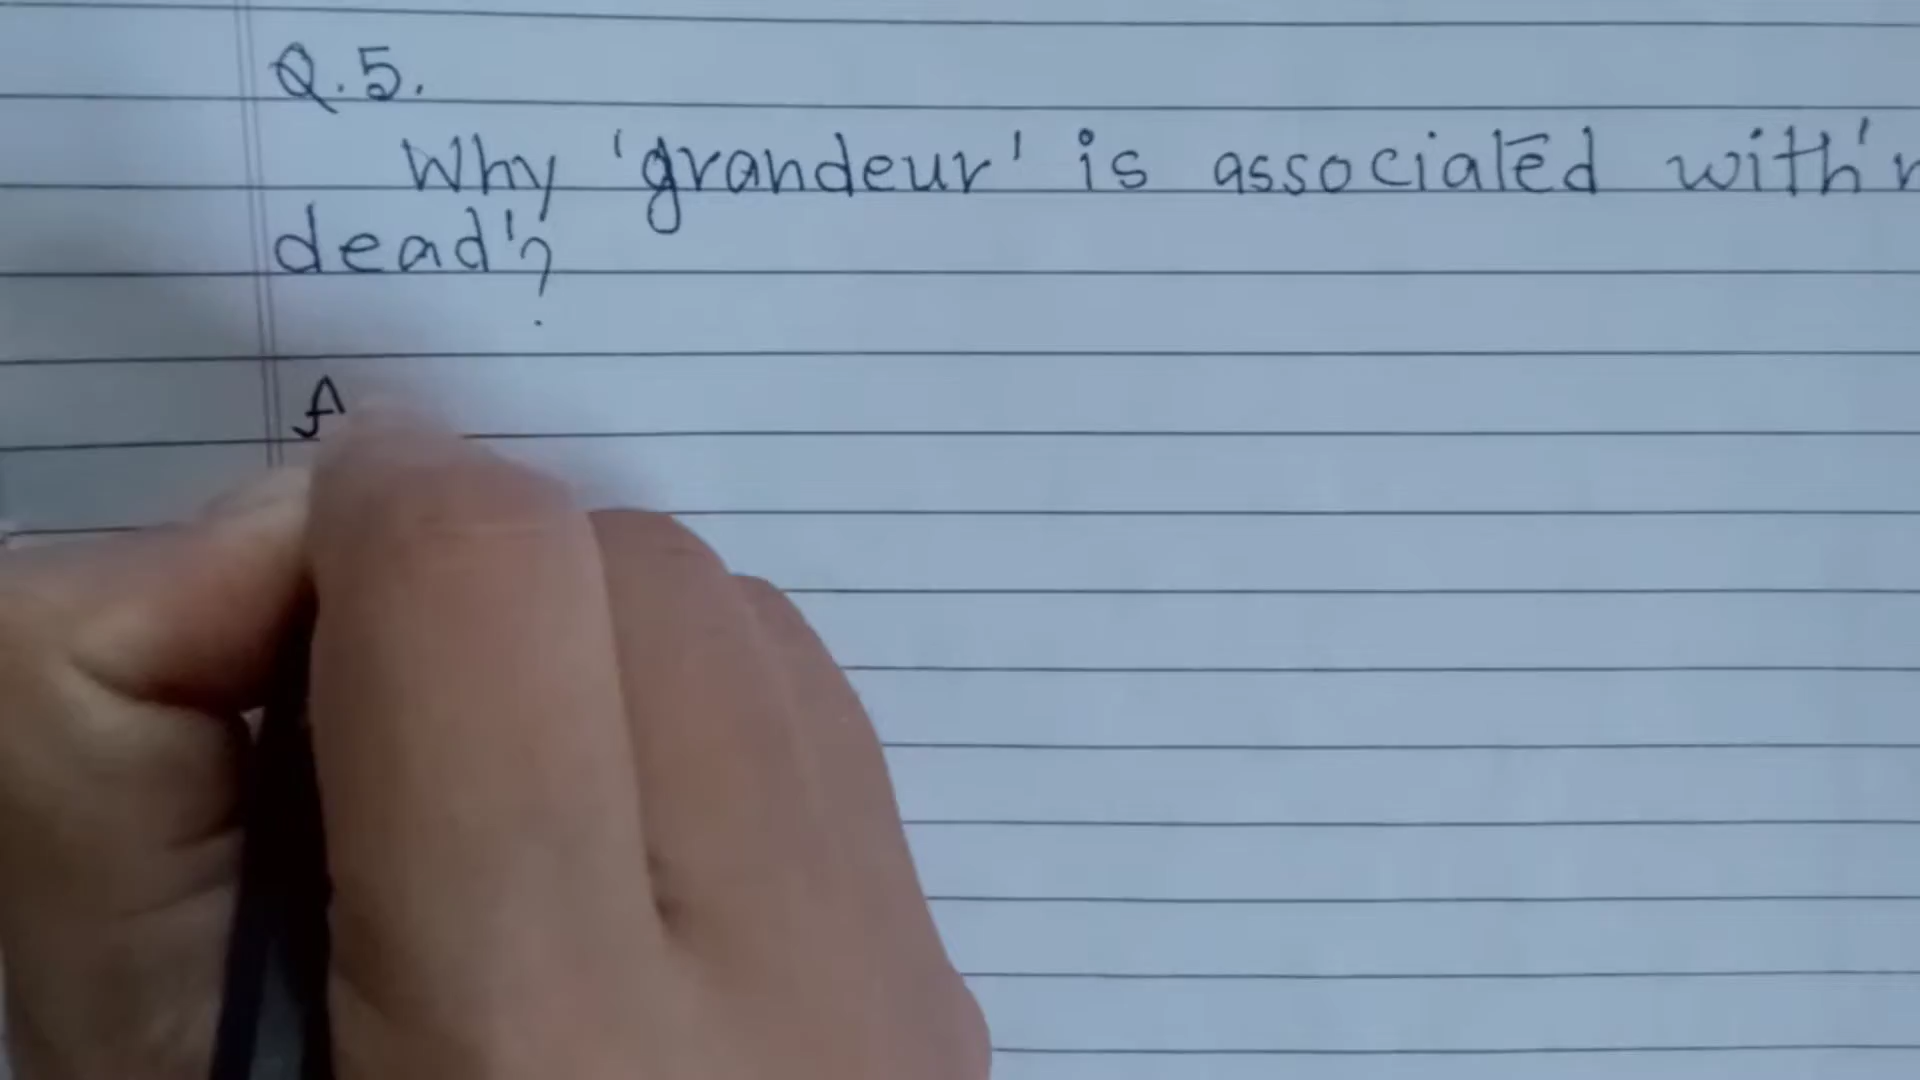 Q.5.
Why 'grandeur' is associated with '
dead'?
A